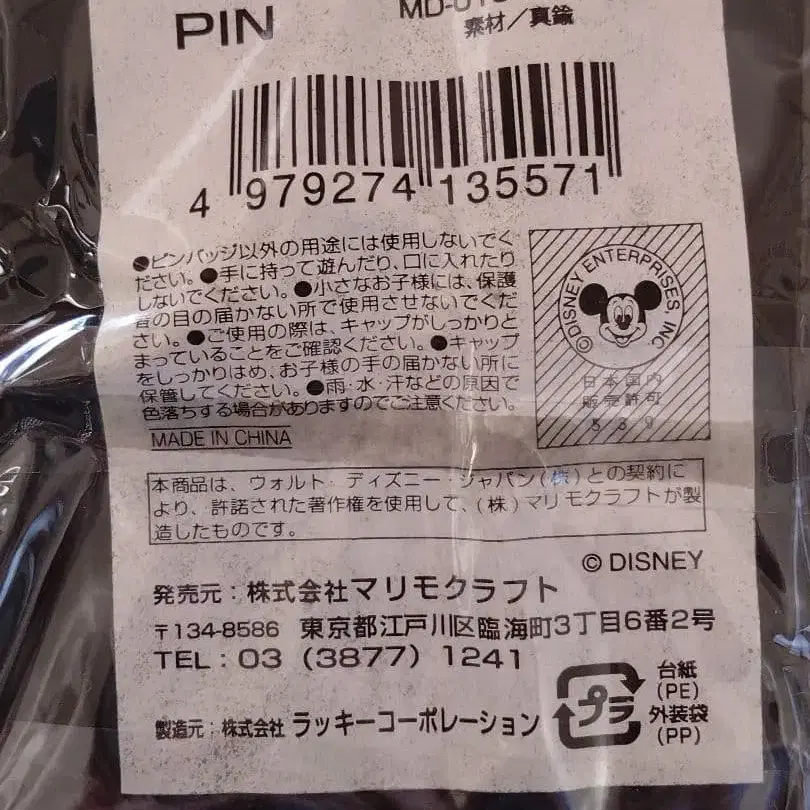 PIN
素材/真鍮
4 979274 135571
●ピンバッジ以外の用途には使用しないでく
ださい。●手に持って遊んだり、口に入れたり
しないでください。●小さなお子様には、保護
者の目の届かない所で使用させないでくだ
さい。●ご使用の際は、キャップがしっかりと
まっていることをご確認ください。●キャップ
をしっかりはめ、お子様の手の届かない所に
保管してください。●雨・水・汗などの原因で
色落ちする場合がありますのでご注意ください。
MADE IN CHINA
©DISNEY ENTERPRISES, INC
日本国内
販売許可
589
本商品は、ウォルト・ディズニー・ジャパン(株)との契約に
より、許諾された著作権を使用して、(株)マリモクラフトが製
造したものです。
© DISNEY
発売元:株式会社マリモクラフト
〒134-8586 東京都江戸川区臨海町3丁目6番2号
TEL:03 (3877) 1241
製造元:株式会社 ラッキーコーポレーション
プラ
台紙
(PE)
外装袋
(PP)